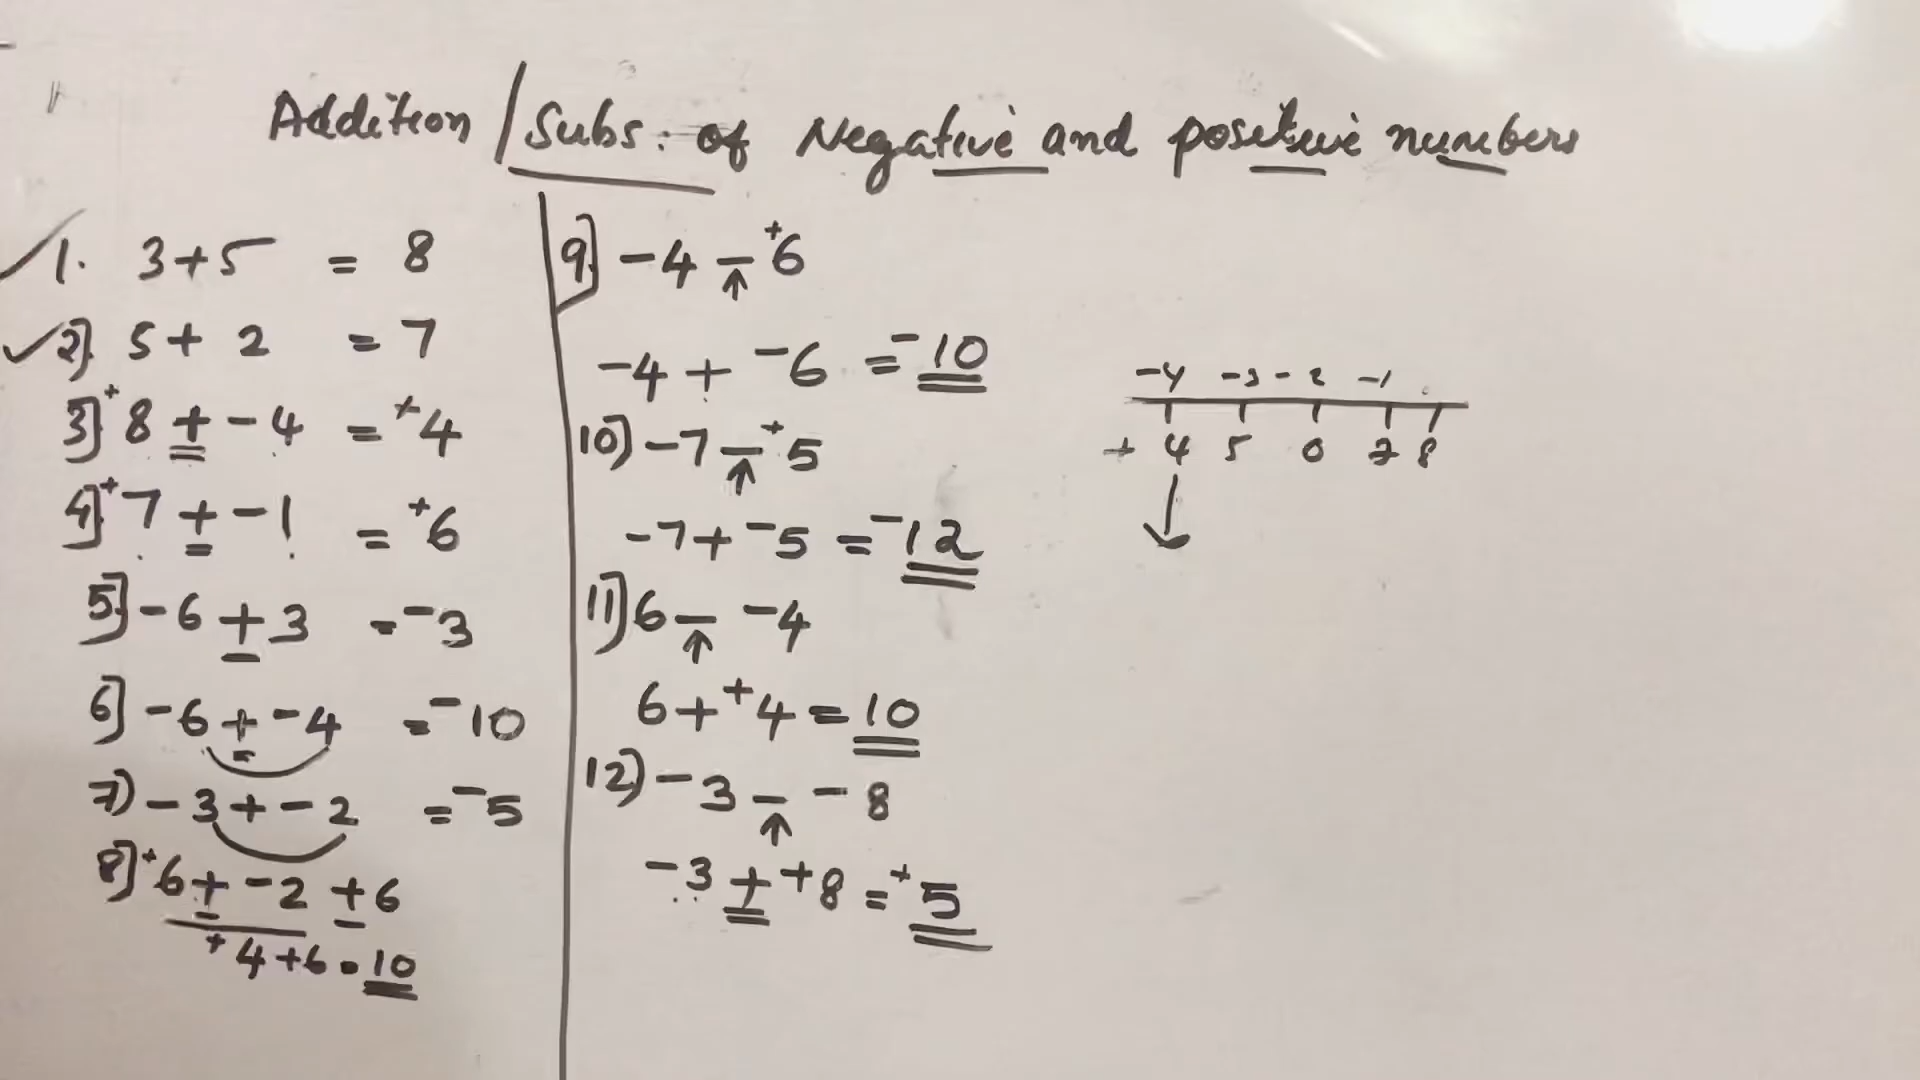 Addition / Subs: of Negative and positive numbers
1. 3+5 = 8
2) 5+ 2 = 7
3) +8 + -4 = +4
4) +7 + -1 = +6
5) -6 + 3 = -3
6) -6 + -4 = -10
7) -3 + -2 = -5
8) +6 + -2 + 6
+4 +6 = 10
9) -4 - +6
-4 + -6 = -10
10) -7 - +5
-7 + -5 = -12
11) 6 - -4
6 + +4 = 10
12) -3 - -8
-3 + +8 = +5
-4 -3 -2 -1
+ 4 5 0 7 8